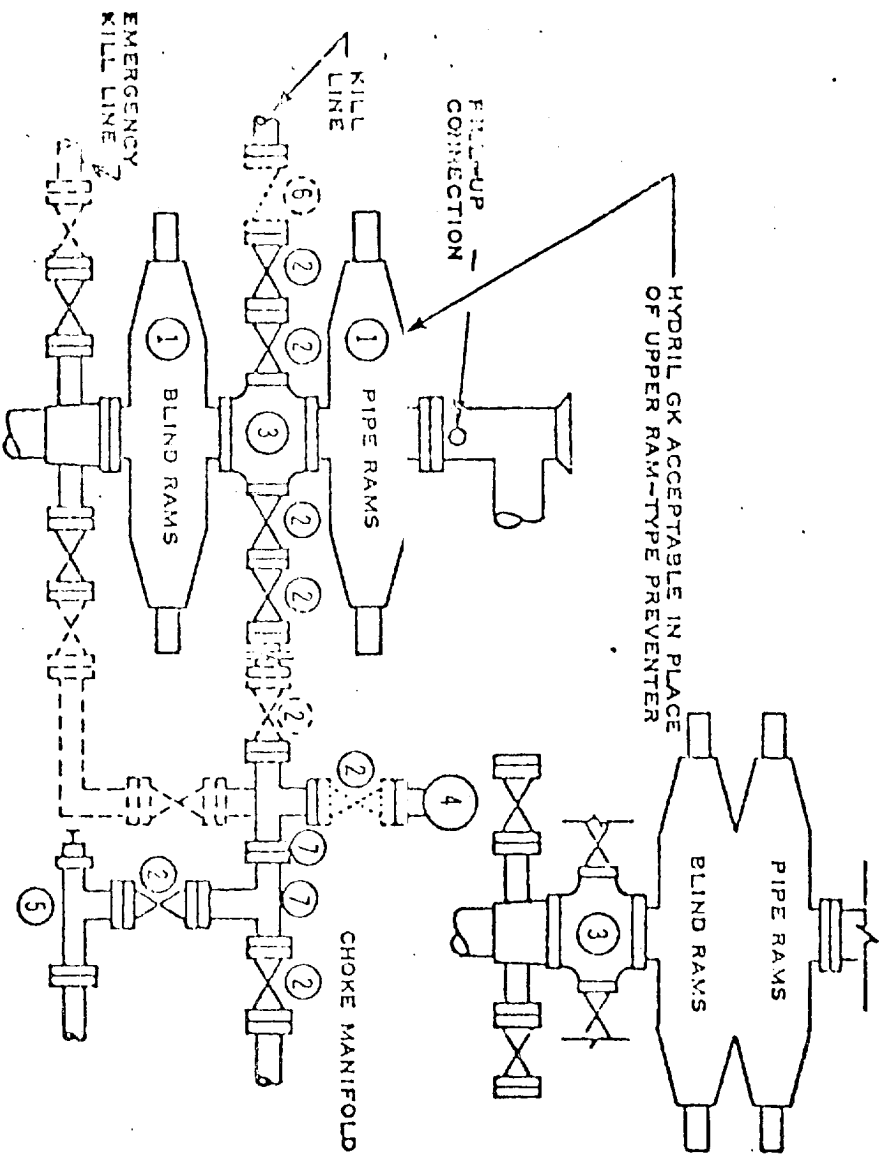 HYDRIL GK ACCEPTABLE IN PLACE
OF UPPER RAM-TYPE PREVENTER
FILL-UP
CONNECTION
KILL
LINE
EMERGENCY
KILL LINE
1
PIPE RAMS
6
2
2
3
2
2
2
1
BLIND RAMS
PIPE RAMS
BLIND RAMS
3
4
2
7
7
2
2
5
CHOKE MANIFOLD